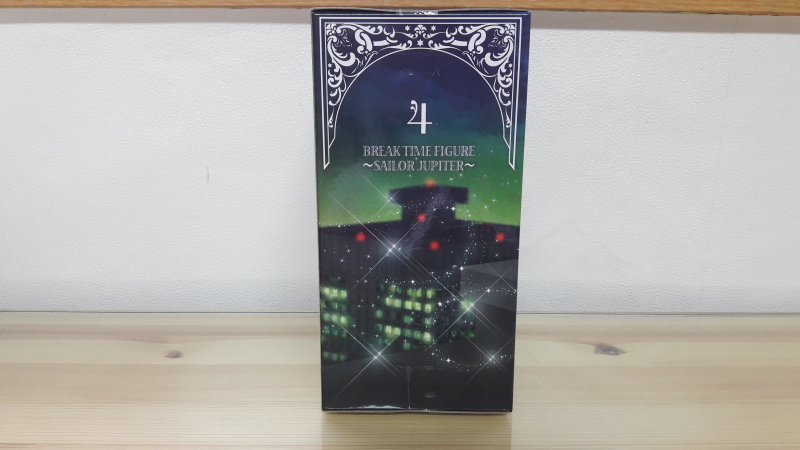 ♃
BREAK TIME FIGURE
～SAILOR JUPITER～